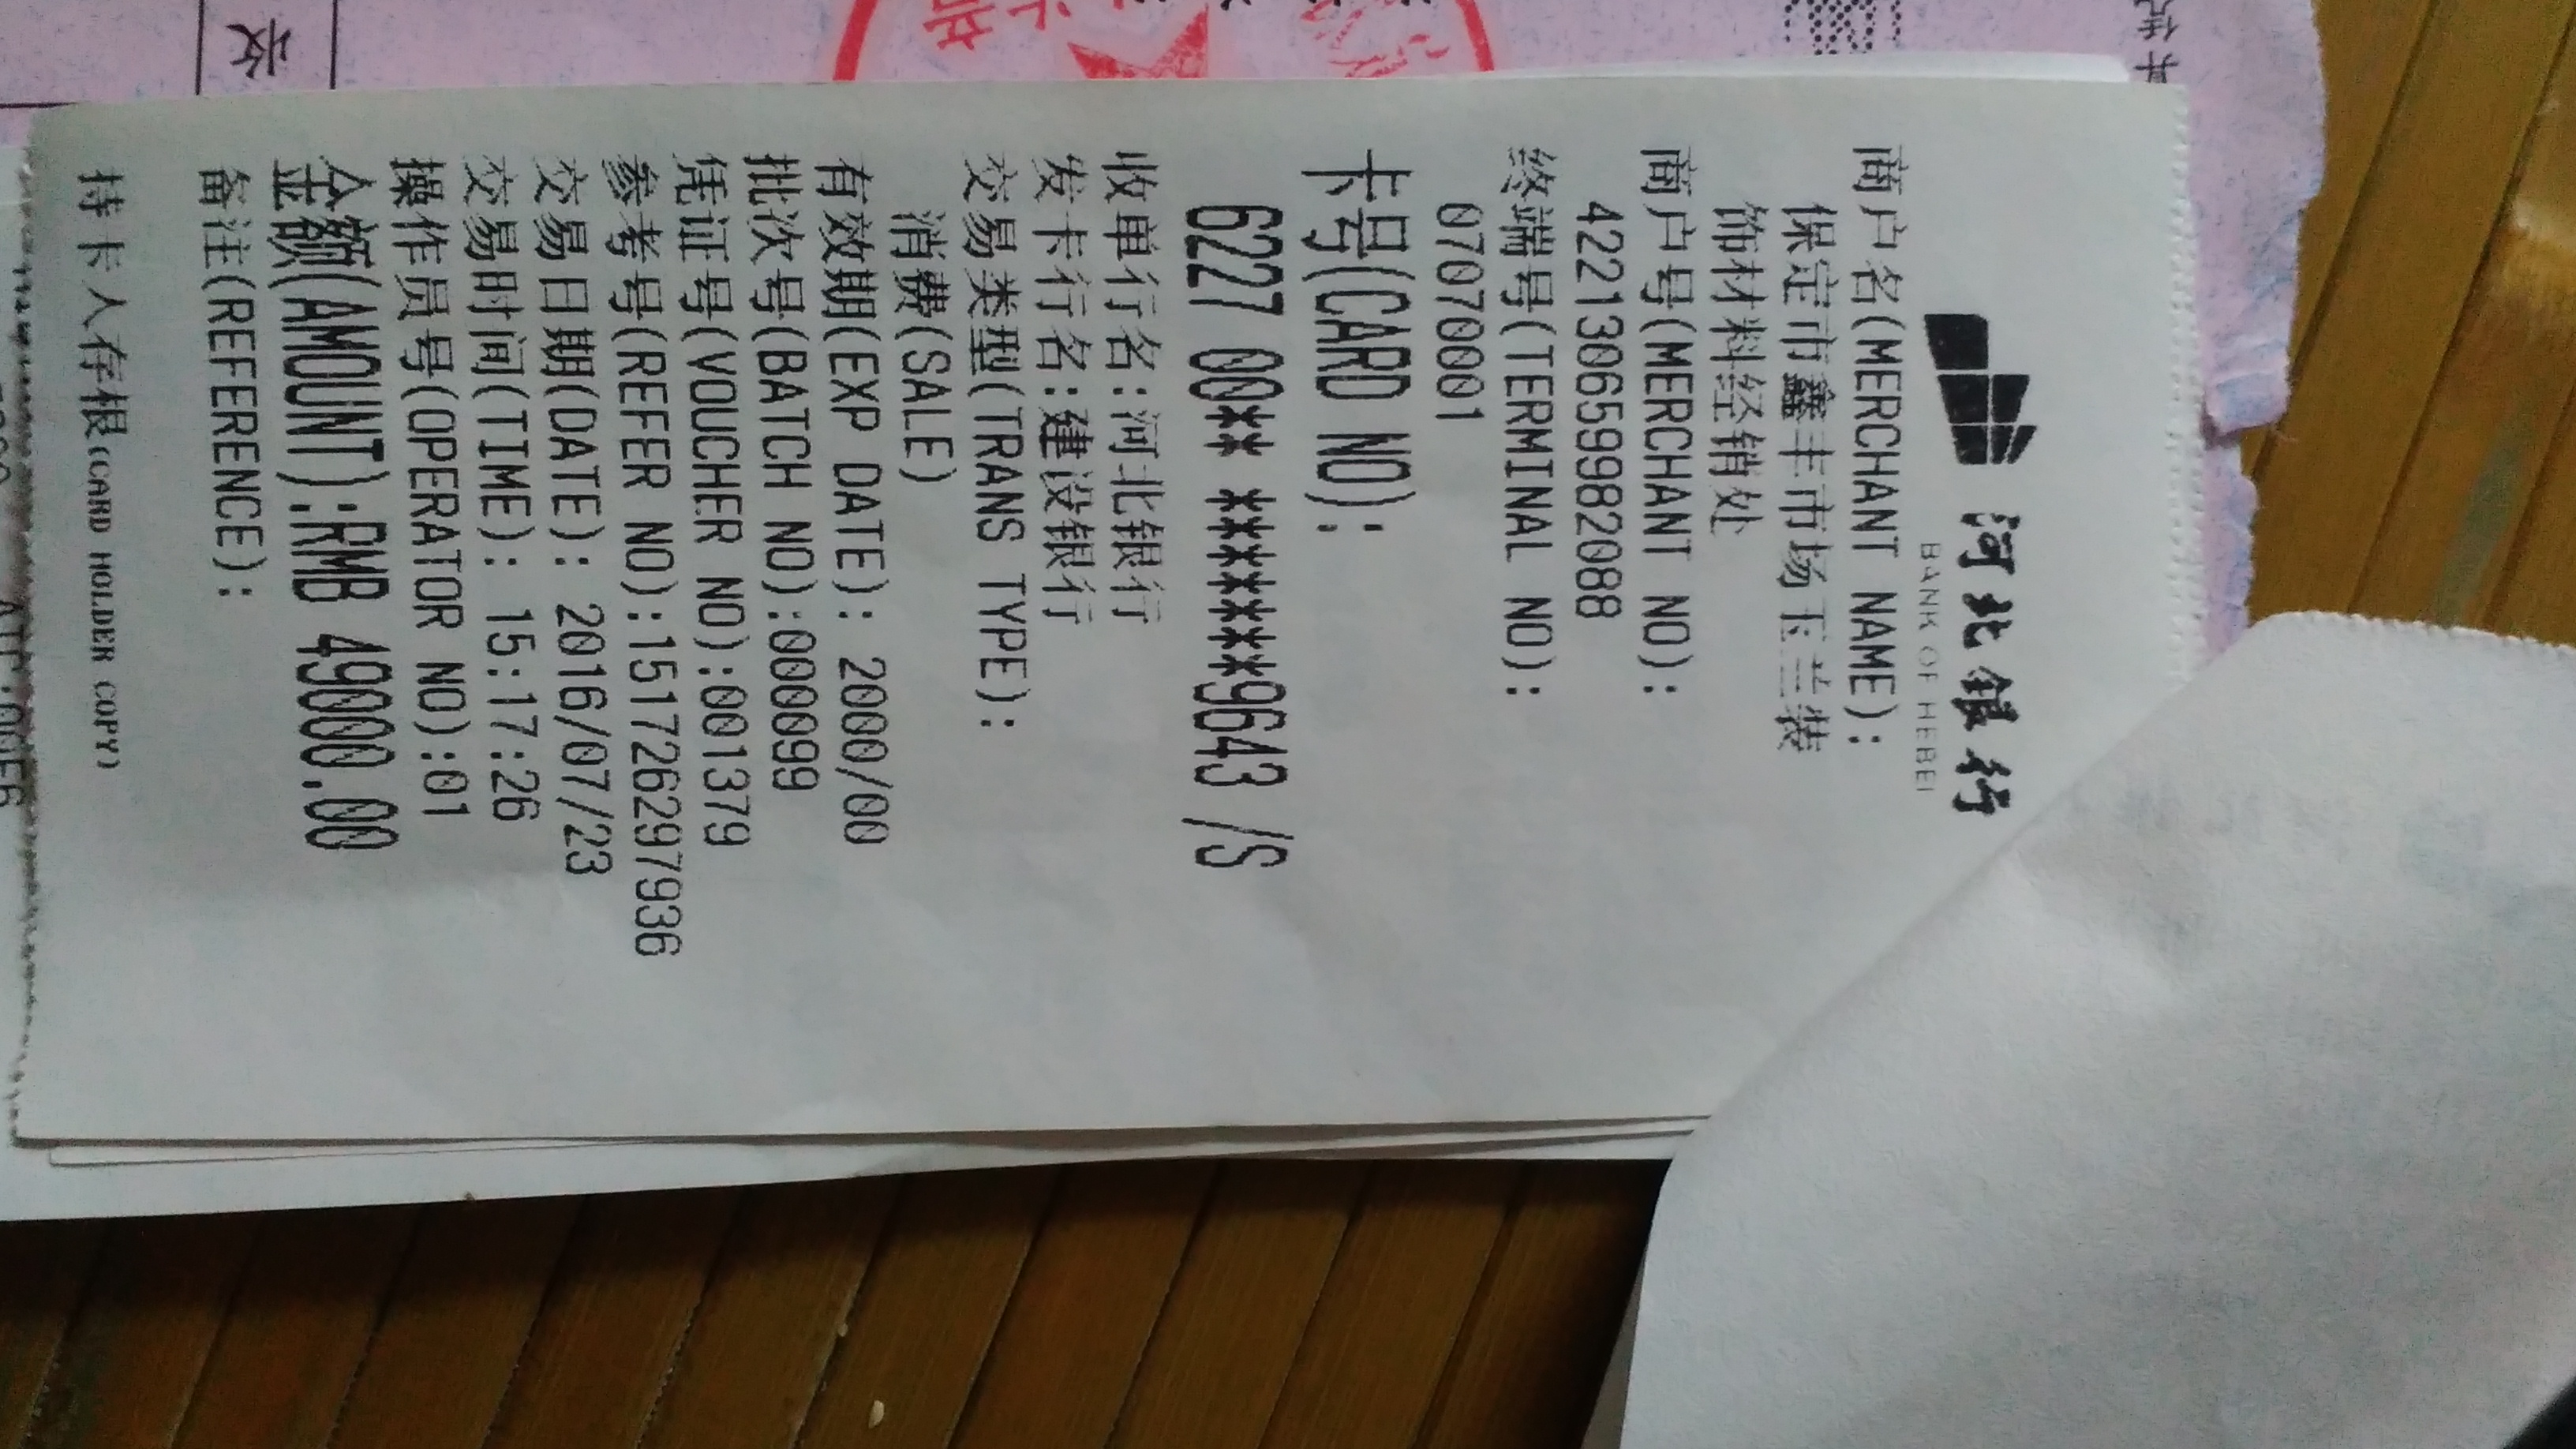 河北银行
BANK OF HEBEI
商户名(MERCHANT NAME):
保定市鑫丰市场玉兰装
饰材料经销处
商户号(MERCHANT NO):
422130659982088
终端号(TERMINAL NO):
07070001
卡号(CARD NO):
6227 00** ******9643 /S
收单行名:河北银行
发卡行名:建设银行
交易类型(TRANS TYPE):
消费(SALE)
有效期(EXP DATE): 2000/00
批次号(BATCH NO):000099
凭证号(VOUCHER NO):001379
参考号(REFER NO):151726297936
交易日期(DATE): 2016/07/23
交易时间(TIME): 15:17:26
操作员号(OPERATOR NO):01
金额(AMOUNT):RMB 49000.00
备注(REFERENCE):
持卡人存根(CARD HOLDER COPY)